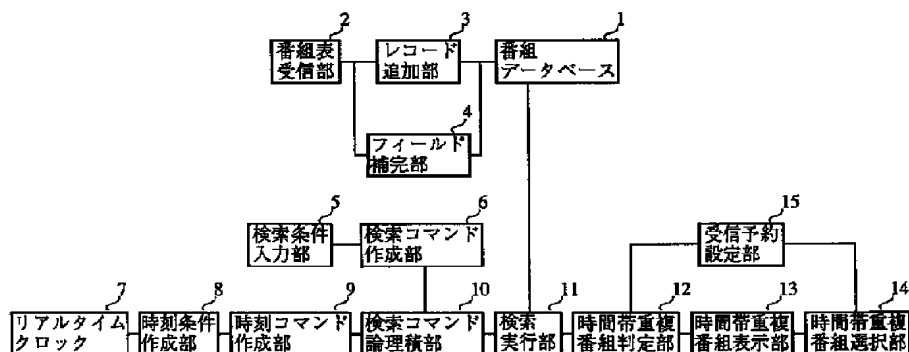 2
番組表
受信部
3
レコード
追加部
1
番組
データベース
4
フィールド
補完部
5
検索条件
入力部
6
検索コマンド
作成部
15
受信予約
設定部
7
リアルタイム
クロック
8
時刻条件
作成部
9
時刻コマンド
作成部
10
検索コマンド
論理積部
11
検索
実行部
12
時間帯重複
番組判定部
13
時間帯重複
番組表示部
14
時間帯重複
番組選択部